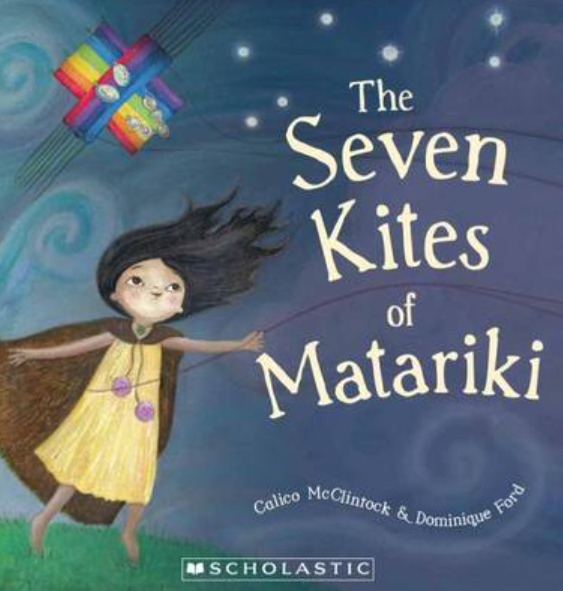 The
Seven
Kites
of
Matariki
Calico McClintock & Dominique Ford
SCHOLASTIC